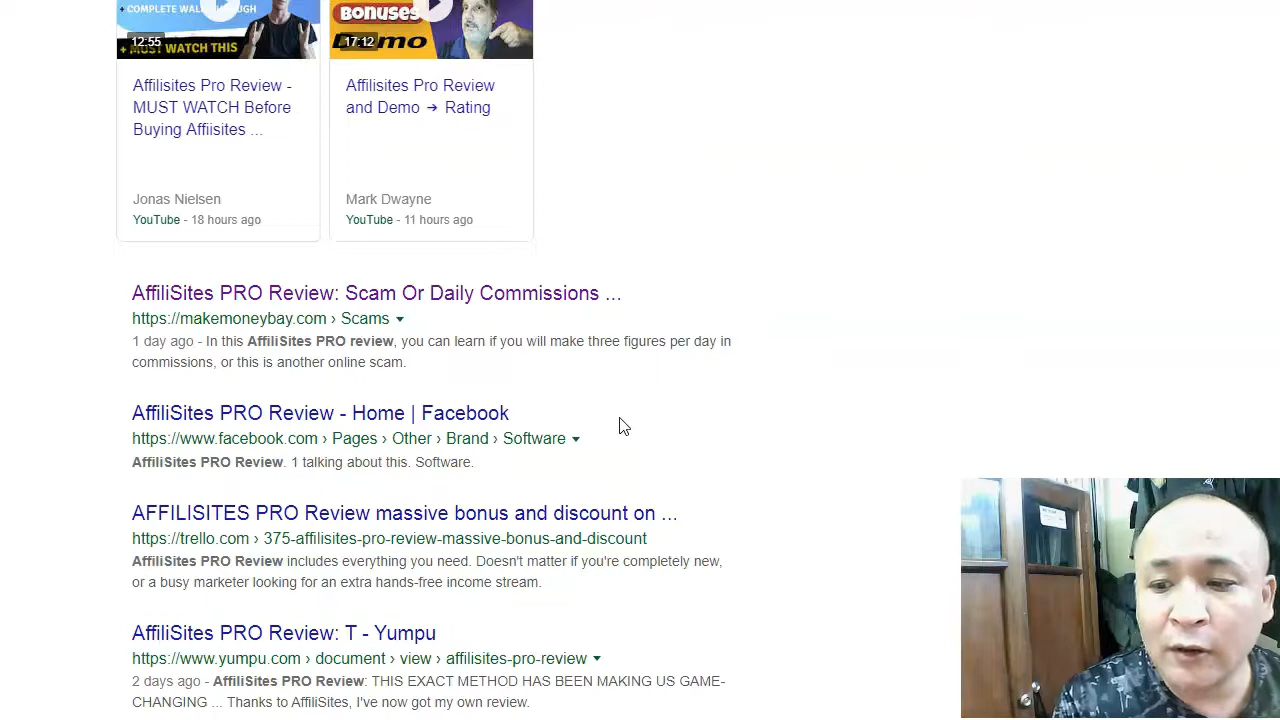 + COMPLETE WALKTHROUGH
+ MUST WATCH THIS
12:55
BONUSES
Demo
17:12
Affilisites Pro Review -
MUST WATCH Before
Buying Affiisites ...
Jonas Nielsen
YouTube - 18 hours ago
Affilisites Pro Review
and Demo ➔ Rating
Mark Dwayne
YouTube - 11 hours ago
AffiliSites PRO Review: Scam Or Daily Commissions ...
https://makemoneybay.com › Scams
1 day ago - In this AffiliSites PRO review, you can learn if you will make three figures per day in
commissions, or this is another online scam.
AffiliSites PRO Review - Home | Facebook
https://www.facebook.com › Pages › Other › Brand › Software
AffiliSites PRO Review. 1 talking about this. Software.
AFFILISITES PRO Review massive bonus and discount on ...
https://trello.com › 375-affilisites-pro-review-massive-bonus-and-discount
AffiliSites PRO Review includes everything you need. Doesn't matter if you're completely new,
or a busy marketer looking for an extra hands-free income stream.
AffiliSites PRO Review: T - Yumpu
https://www.yumpu.com › document › view › affilisites-pro-review
2 days ago - AffiliSites PRO Review: THIS EXACT METHOD HAS BEEN MAKING US GAME-
CHANGING ... Thanks to AffiliSites, I've now got my own review.